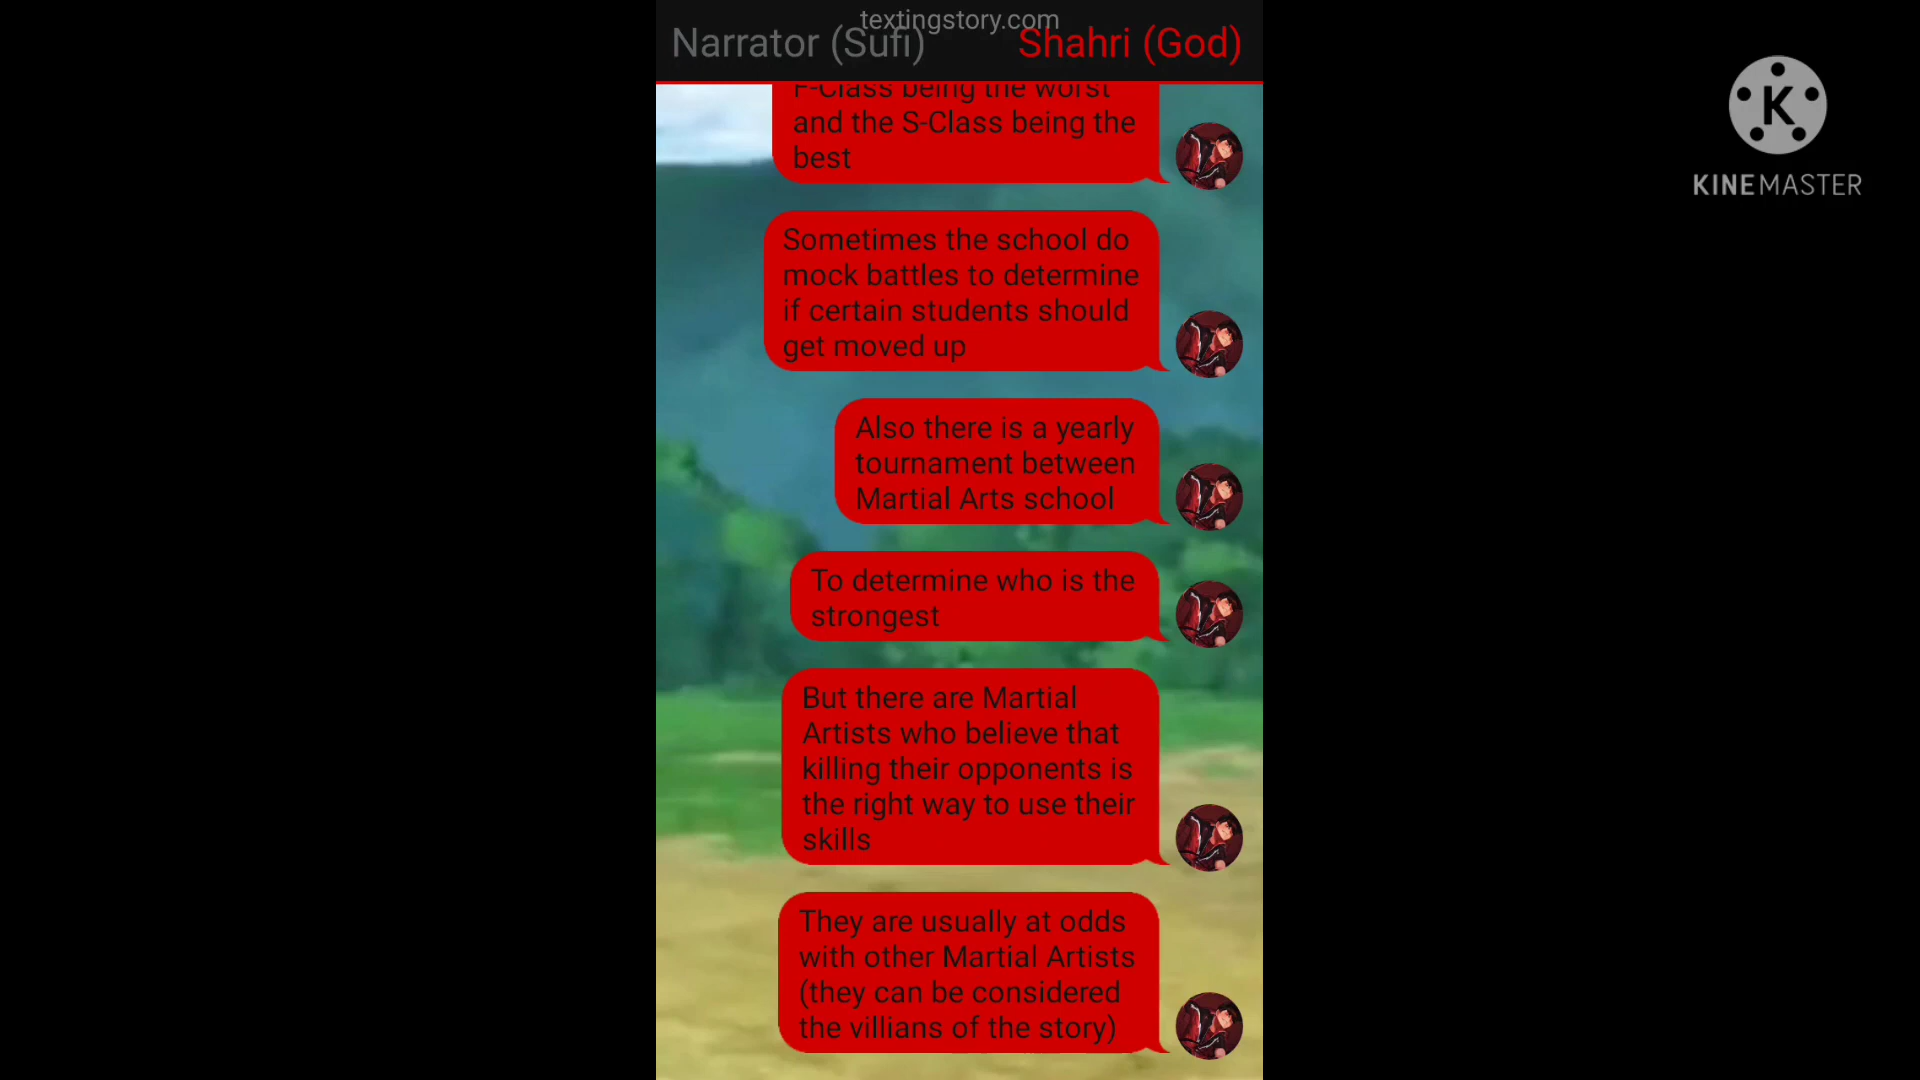 textingstory.com
Narrator (Sufi)
Shahri (God)
F-Class being the worst
and the S-Class being the
best
Sometimes the school do
mock battles to determine
if certain students should
get moved up
Also there is a yearly
tournament between
Martial Arts school
To determine who is the
strongest
But there are Martial
Artists who believe that
killing their opponents is
the right way to use their
skills
They are usually at odds
with other Martial Artists
(they can be considered
the villians of the story)
K
KINEMASTER